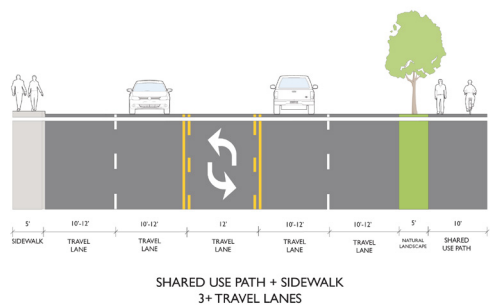 5' 10'-12' 10'-12' 12' 10'-12' 10'-12' 5' 10'
SIDEWALK
TRAVEL
LANE
TRAVEL
LANE
TRAVEL
LANE
TRAVEL
LANE
TRAVEL
LANE
NATURAL
LANDSCAPE
SHARED
USE PATH
SHARED USE PATH + SIDEWALK
3+ TRAVEL LANES